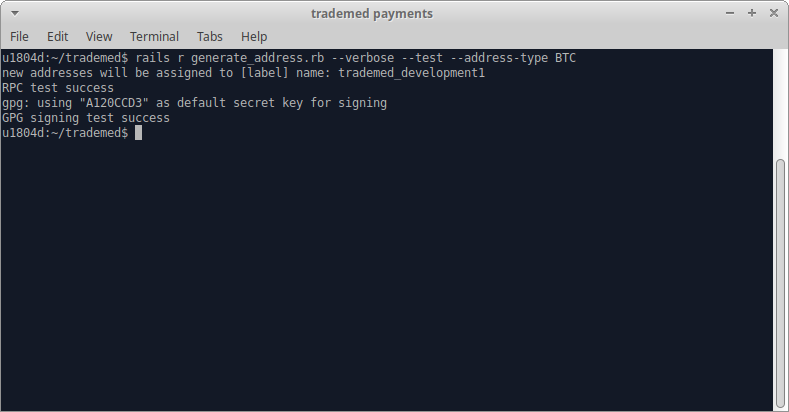 trademed payments
File Edit View Terminal Tabs Help
u1804d:~/trademed$ rails r generate_address.rb --verbose --test --address-type BTC
new addresses will be assigned to [label] name: trademed_development1
RPC test success
gpg: using "A120CCD3" as default secret key for signing
GPG signing test success
u1804d:~/trademed$